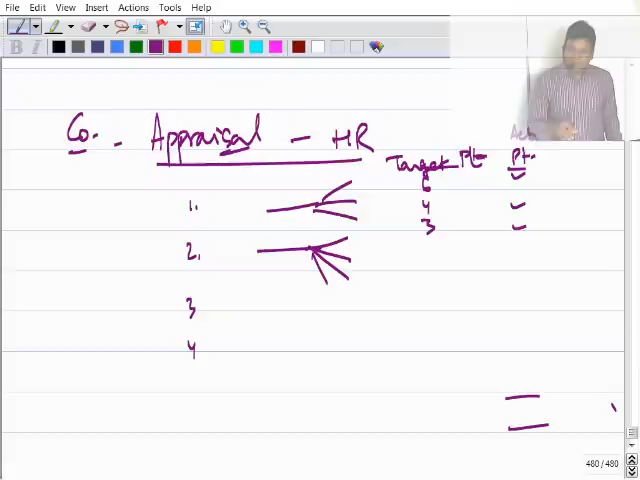 File Edit View Insert Actions Tools Help
B I
Co. - Appraisal - HR
Target Pt. Pt.
6
1. 4
3
2.
3
4
480 / 480